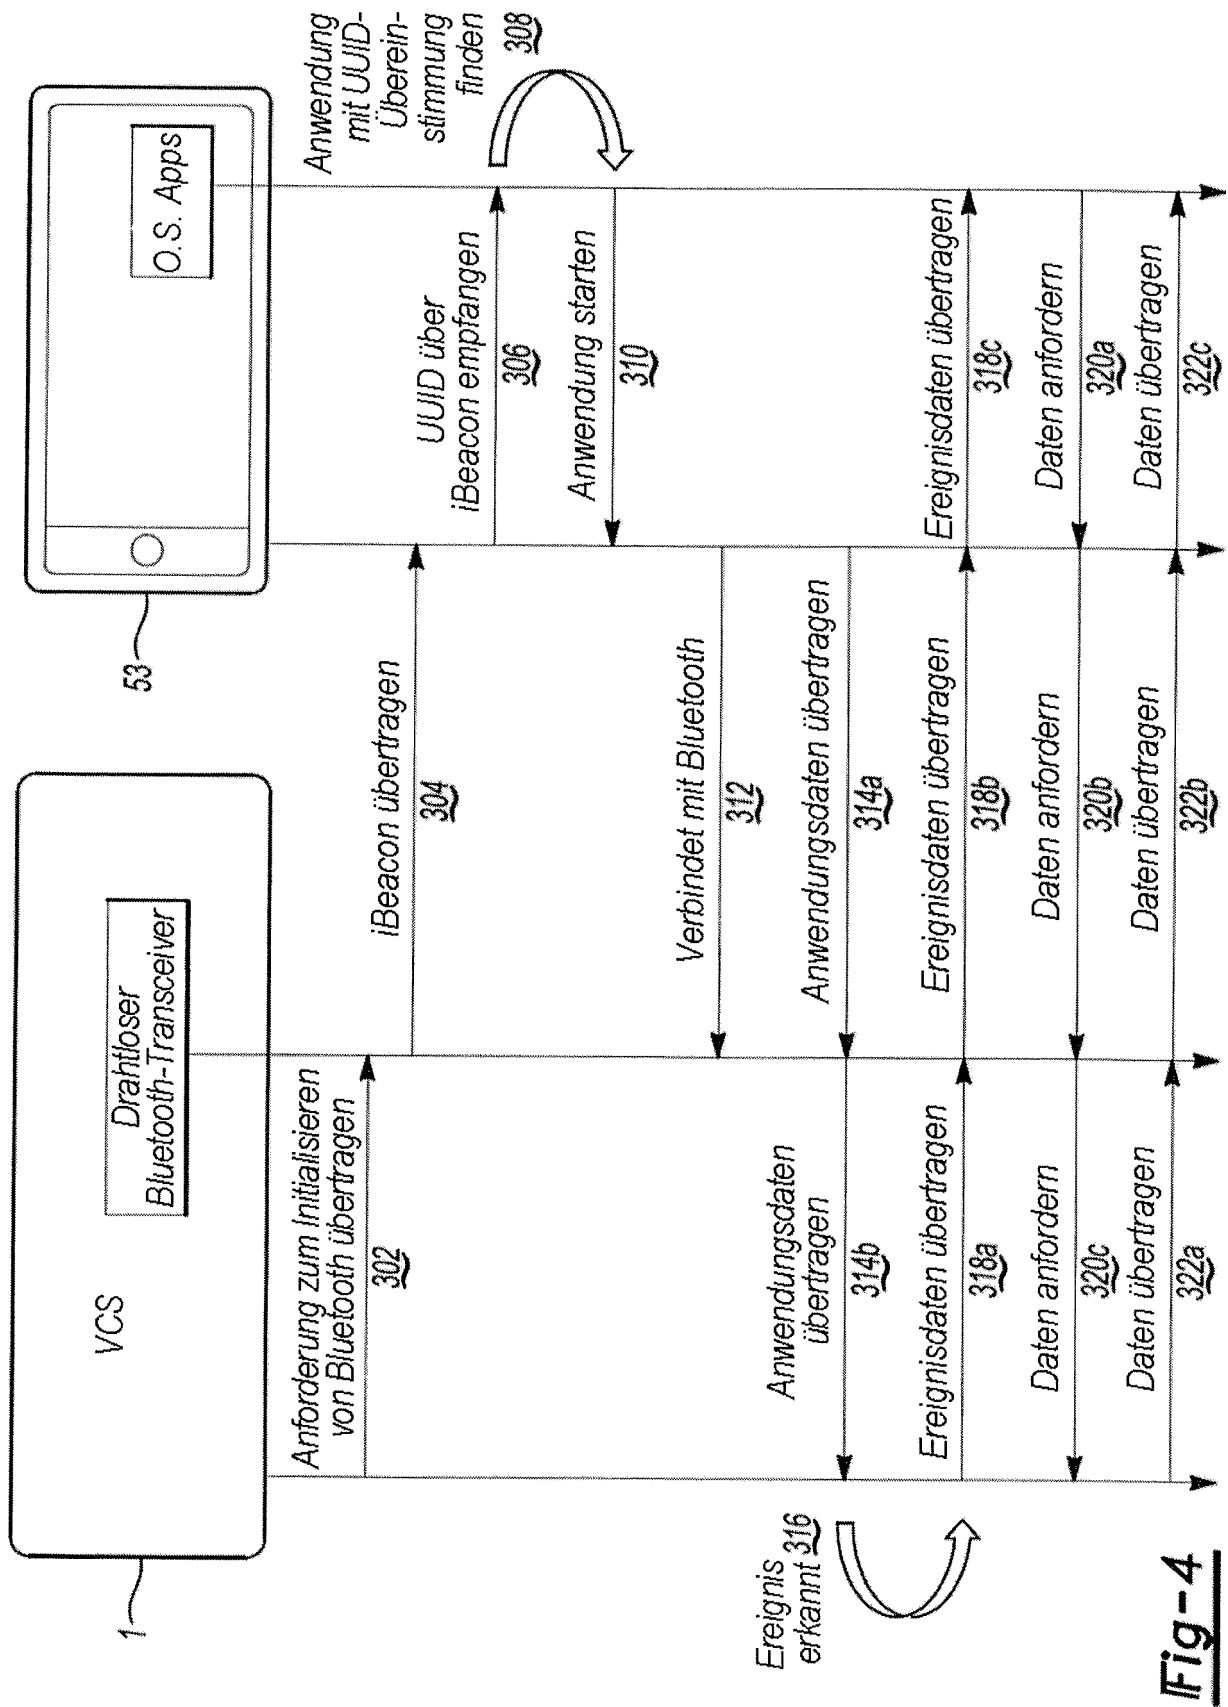 1
VCS
Drahtloser
Bluetooth-Transceiver
53
O.S. Apps
Anforderung zum Initialisieren
von Bluetooth übertragen
302
iBeacon übertragen
304
UUID über
iBeacon empfangen
306
Anwendung
mit UUID-
Überein-
stimmung
finden
308
Anwendung starten
310
Verbindet mit Bluetooth
312
Anwendungsdaten übertragen
314a
Anwendungsdaten
übertragen
314b
Ereignis
erkannt 316
Ereignisdaten übertragen
318a
Ereignisdaten übertragen
318b
Ereignisdaten übertragen
318c
Daten anfordern
320a
Daten anfordern
320b
Daten anfordern
320c
Daten übertragen
322a
Daten übertragen
322b
Daten übertragen
322c
Fig-4